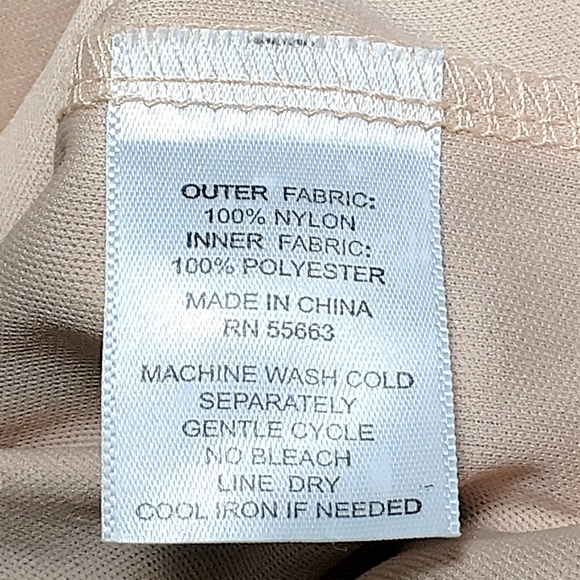 OUTER FABRIC:
100% NYLON
INNER FABRIC:
100% POLYESTER
MADE IN CHINA
RN 55663
MACHINE WASH COLD
SEPARATELY
GENTLE CYCLE
NO BLEACH
LINE DRY
COOL IRON IF NEEDED